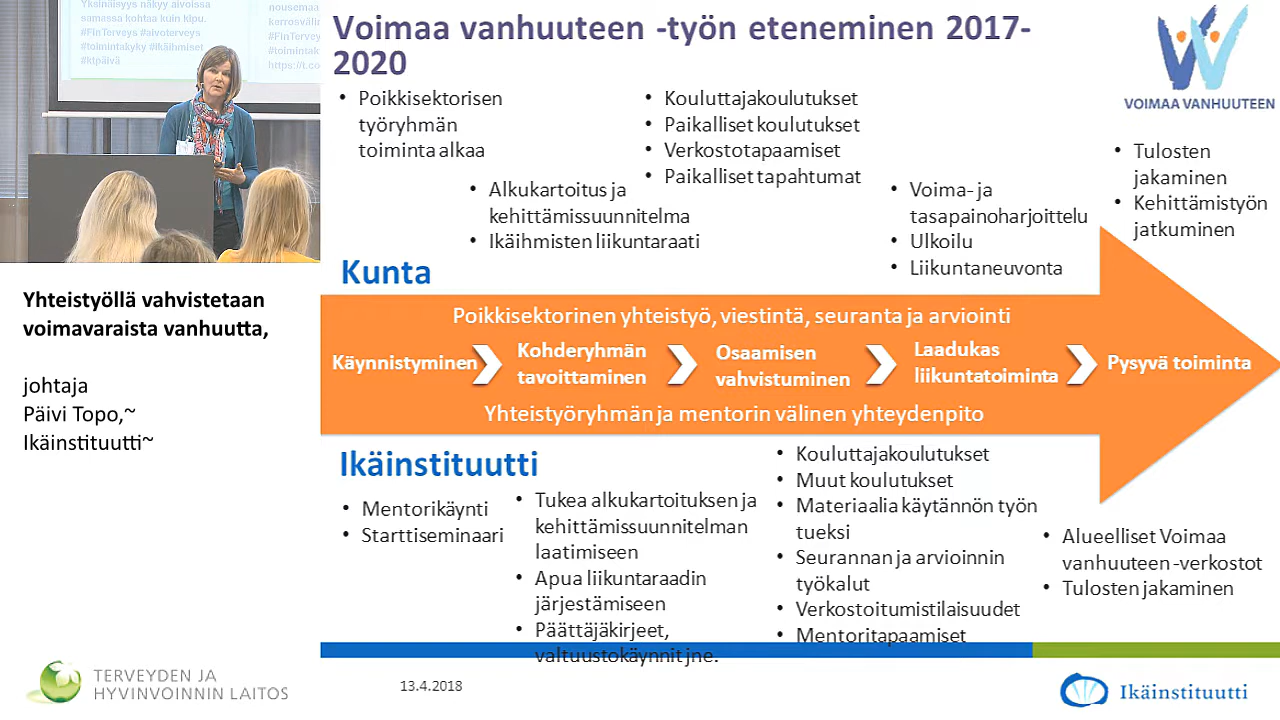 Yksinäisyys näkyy aivoissa
samassa kohtaa kuin kipu.
#FinTerveys #aivoterveys
#toimintakyky #ikäihmiset
#ktpäivä
nousemaa
kerrosvälin
#FinTervey
#toimintak
https://t.co
Yhteistyöllä vahvistetaan
voimavaraista vanhuutta,
johtaja
Päivi Topo,~
Ikäinstituutti~
TERVEYDEN JA
HYVINVOINNIN LAITOS
Voimaa vanhuuteen -työn eteneminen 2017-
2020
VOIMAA VANHUUTEEN
• Poikkisektorisen
työryhmän
toiminta alkaa
• Alkukartoitus ja
kehittämissuunnitelma
• Ikäihmisten liikuntaraati
• Kouluttajakoulutukset
• Paikalliset koulutukset
• Verkostotapaamiset
• Paikalliset tapahtumat
• Voima- ja
tasapainoharjoittelu
• Ulkoilu
• Liikuntaneuvonta
• Tulosten
jakaminen
• Kehittämistyön
jatkuminen
Kunta
Poikkisektorinen yhteistyö, viestintä, seuranta ja arviointi
Käynnistyminen
Kohderyhmän
tavoittaminen
Osaamisen
vahvistuminen
Laadukas
liikuntatoiminta
Pysyvä toiminta
Yhteistyöryhmän ja mentorin välinen yhteydenpito
Ikäinstituutti
• Mentorikäynti
• Starttiseminaari
• Tukea alkukartoituksen ja
kehittämissuunnitelman
laatimiseen
• Apua liikuntaraadin
järjestämiseen
• Päättäjäkirjeet,
valtuustokäynnit jne.
• Kouluttajakoulutukset
• Muut koulutukset
• Materiaalia käytännön työn
tueksi
• Seurannan ja arvioinnin
työkalut
• Verkostoitumistilaisuudet
• Mentoritapaamiset
• Alueelliset Voimaa
vanhuuteen -verkostot
• Tulosten jakaminen
13.4.2018
Ikäinstituutti